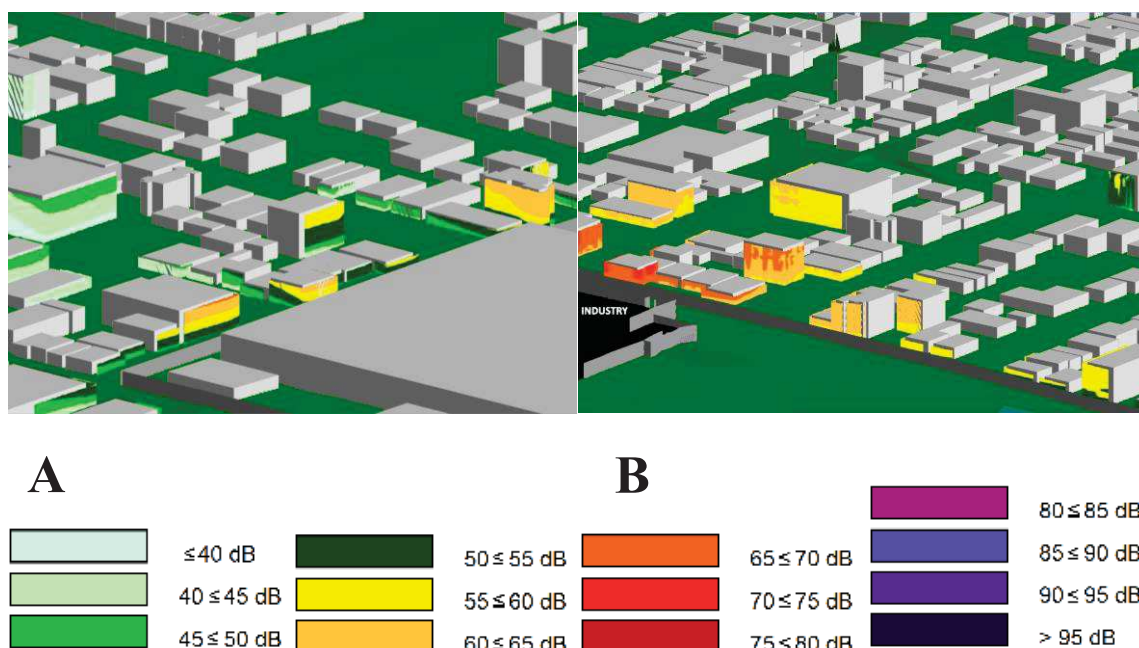 INDUSTRY
A
B
≤40 dB
40≤45 dB
45≤50 dB
50≤55 dB
55≤60 dB
60≤65 dB
65≤70 dB
70≤75 dB
75≤80 dB
80≤85 dB
85≤90 dB
90≤95 dB
> 95 dB